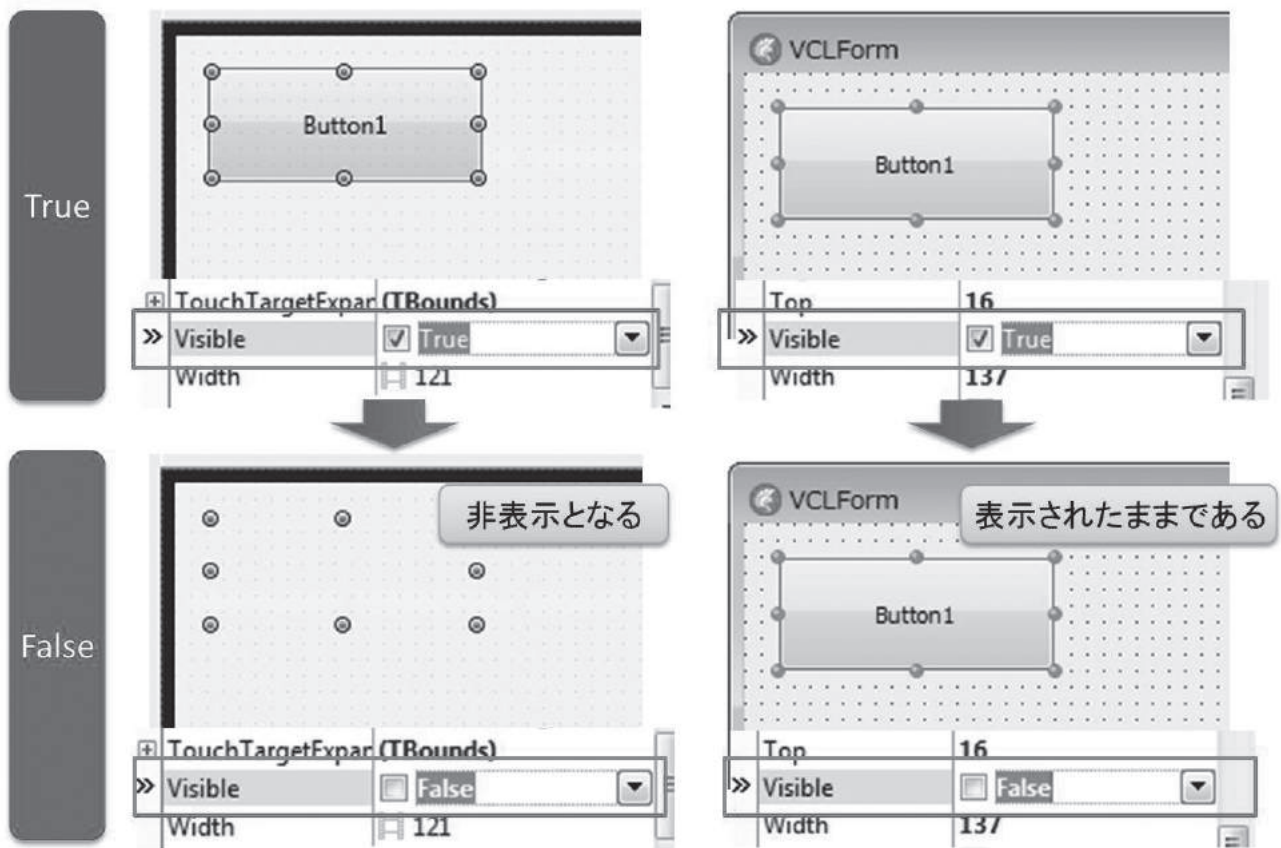 True
Button1
TouchTargetExpan (TBounds)
Visible True
Width 121
VCLForm
Button1
Top 16
Visible True
Width 137
False
非表示となる
TouchTargetExpan (TBounds)
Visible False
Width 121
VCLForm
表示されたままである
Button1
Top 16
Visible False
Width 137